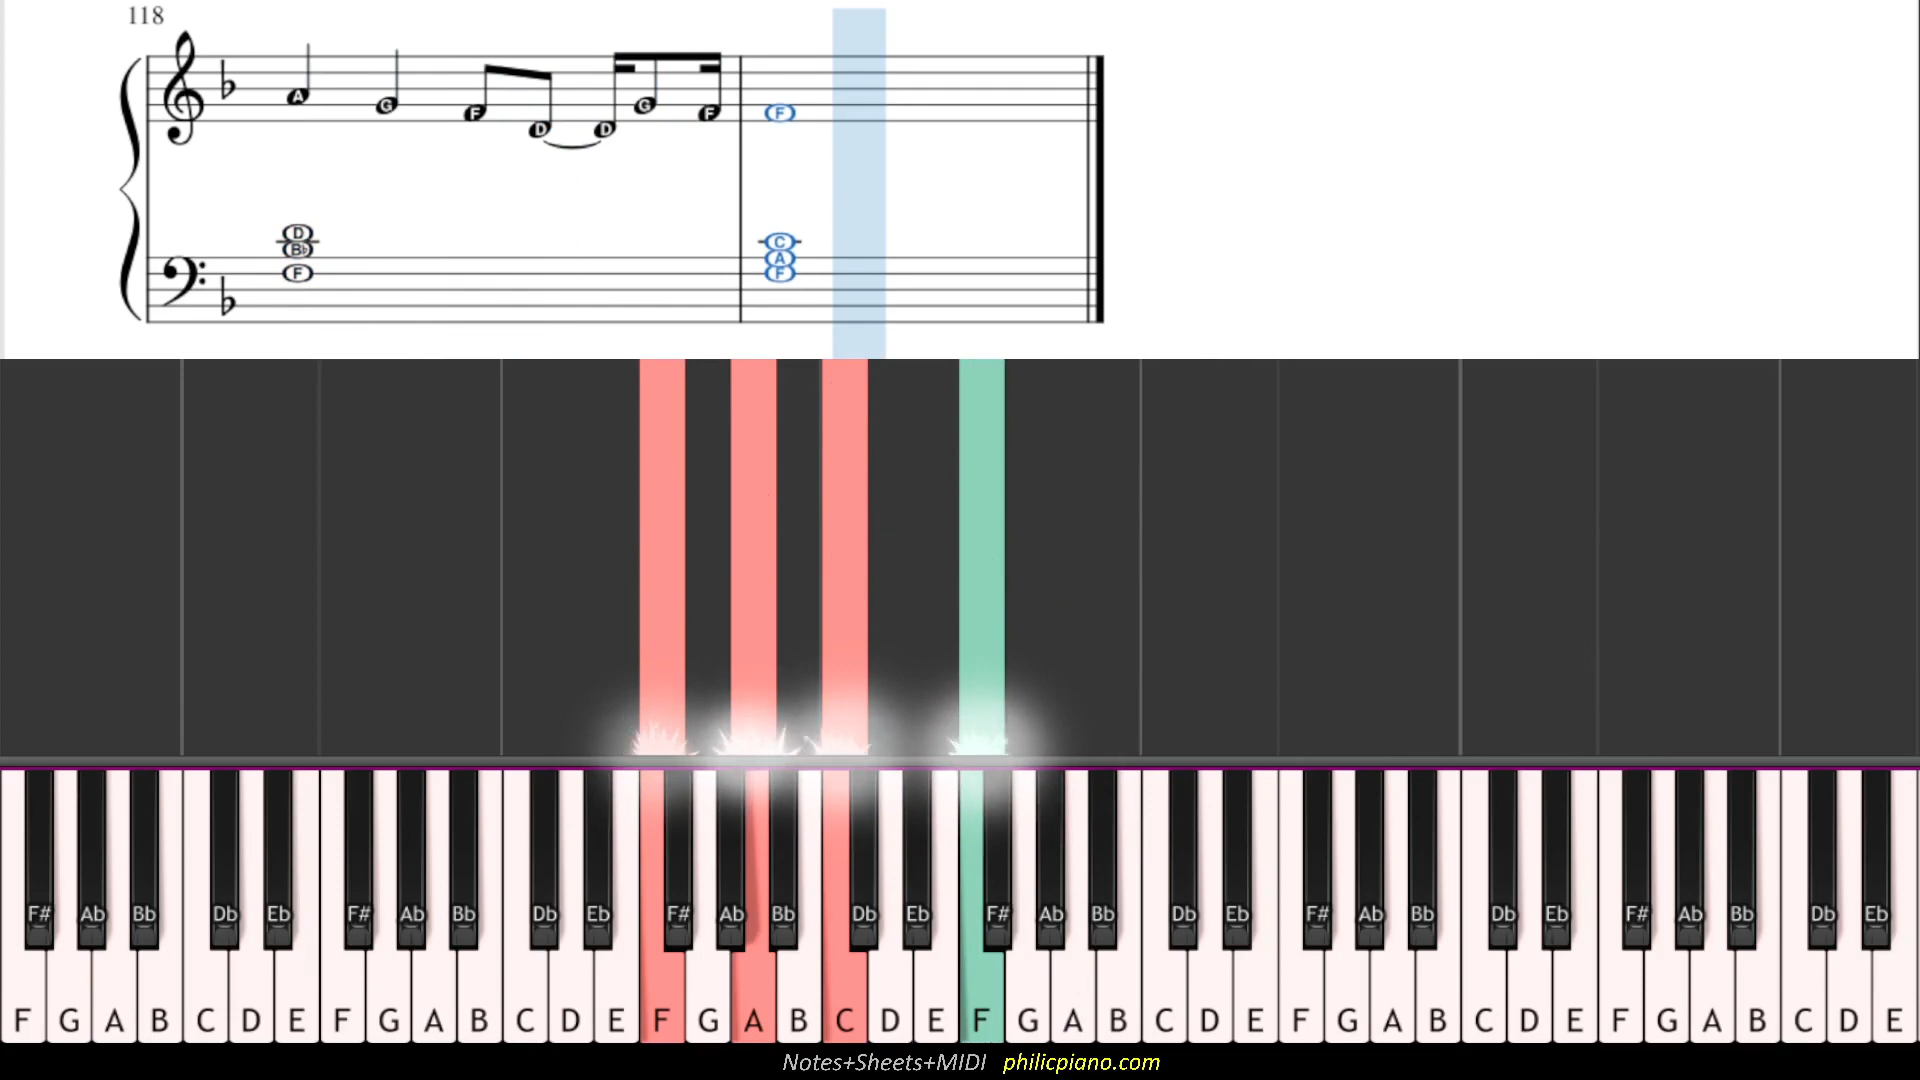 118
A G F D D G F F
D C
Bb A
F F
F# Ab Bb Db Eb F# Ab Bb Db Eb F# Ab Bb Db Eb F# Ab Bb Db Eb F# Ab Bb Db Eb F# Ab Bb Db Eb
F G A B C D E F G A B C D E F G A B C D E F G A B C D E F G A B C D E F G A B C D E
Notes+Sheets+MIDI philicpiano.com